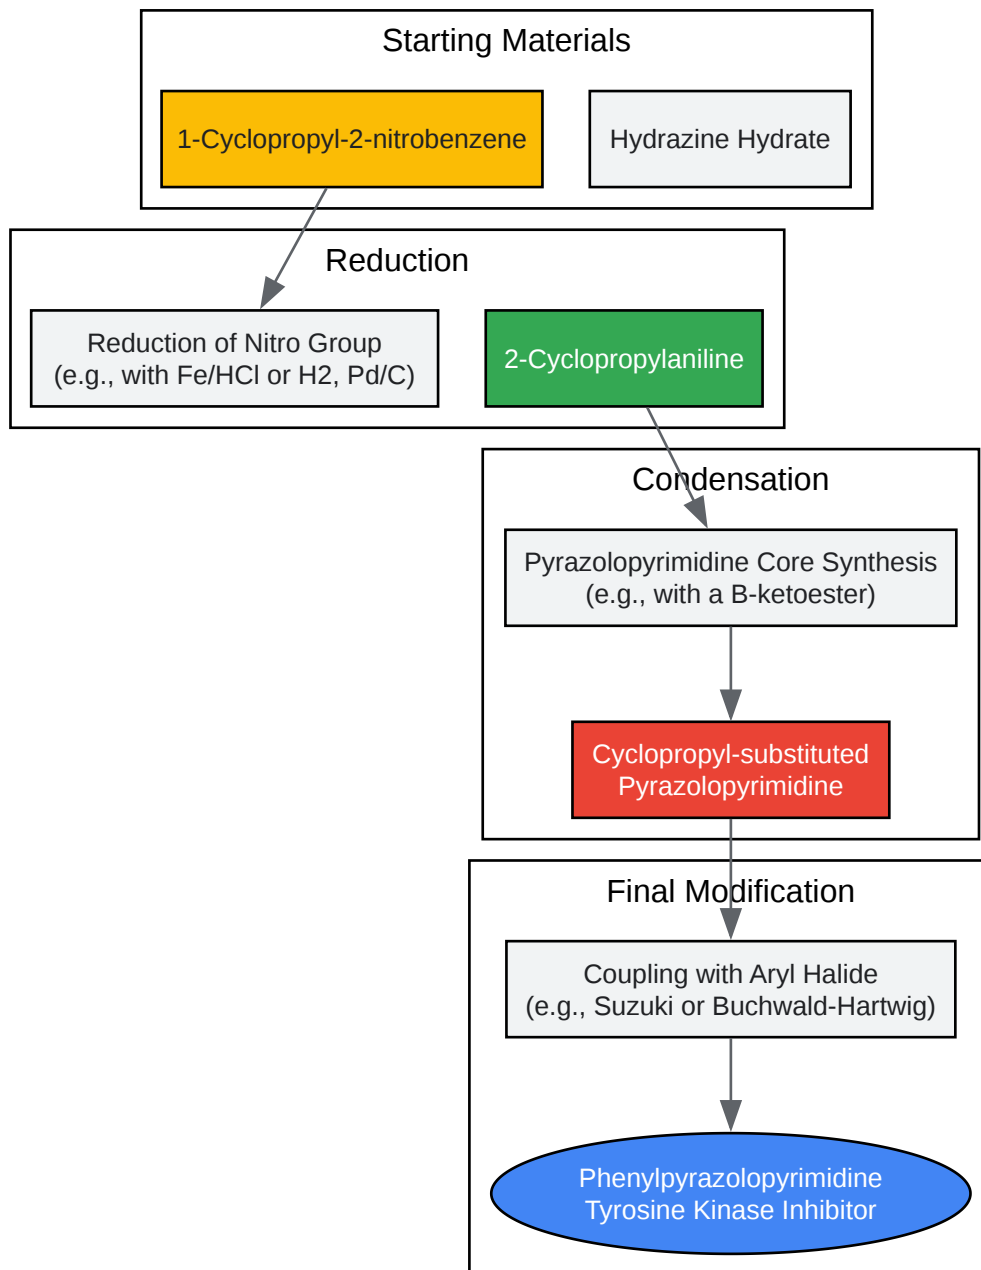 Starting Materials
1-Cyclopropyl-2-nitrobenzene
Hydrazine Hydrate
Reduction
Reduction of Nitro Group
(e.g., with Fe/HCl or H2, Pd/C)
2-Cyclopropylaniline
Condensation
Pyrazolopyrimidine Core Synthesis
(e.g., with a B-ketoester)
Cyclopropyl-substituted
Pyrazolopyrimidine
Final Modification
Coupling with Aryl Halide
(e.g., Suzuki or Buchwald-Hartwig)
Phenylpyrazolopyrimidine
Tyrosine Kinase Inhibitor